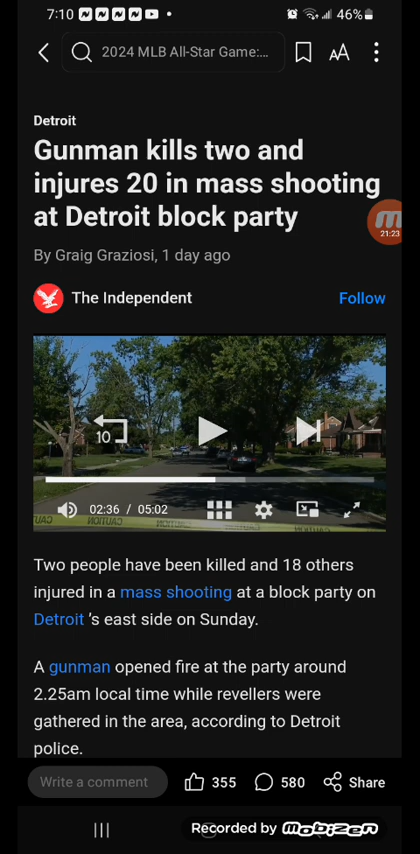 7:10 46%
2024 MLB All-Star Game:... AA
Detroit
Gunman kills two and
injures 20 in mass shooting
at Detroit block party
21:23
By Graig Graziosi, 1 day ago
The Independent Follow
10
02:36 / 05:02
CAUTION
Two people have been killed and 18 others
injured in a mass shooting at a block party on
Detroit 's east side on Sunday.
A gunman opened fire at the party around
2.25am local time while revellers were
gathered in the area, according to Detroit
police.
Write a comment 355 580 Share
Recorded by mobizen